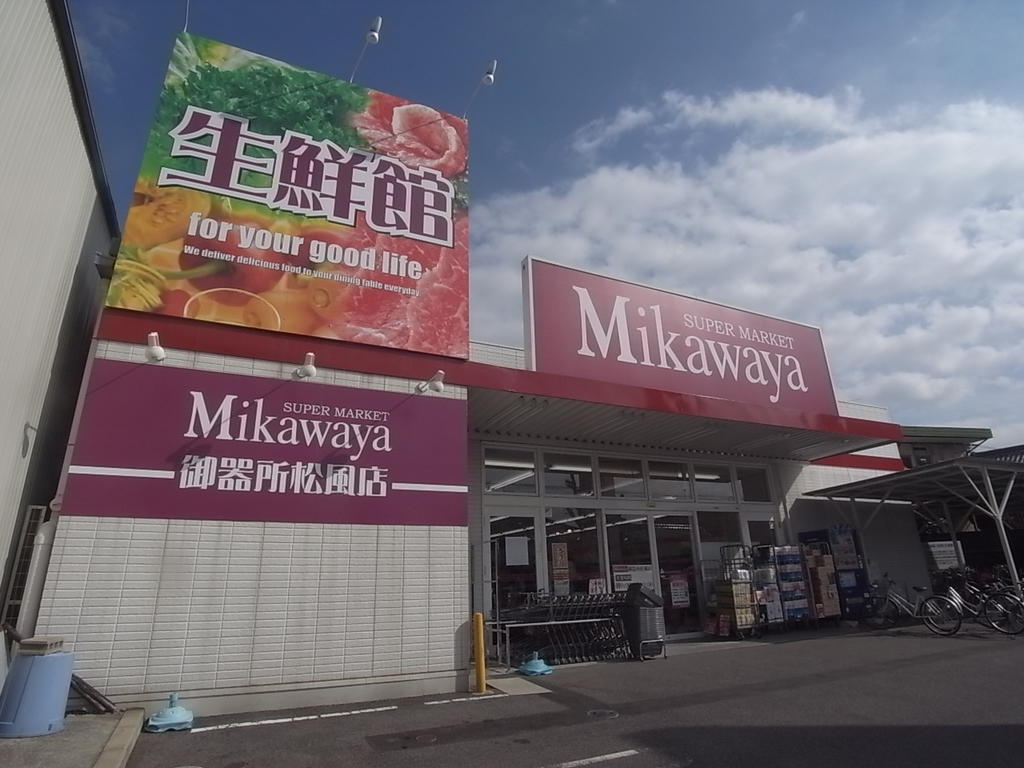 生鮮館
for your good life
We deliver delicious food to your dining table everyday
SUPER MARKET
Mikawaya
御器所松風店
SUPER MARKET
Mikawaya